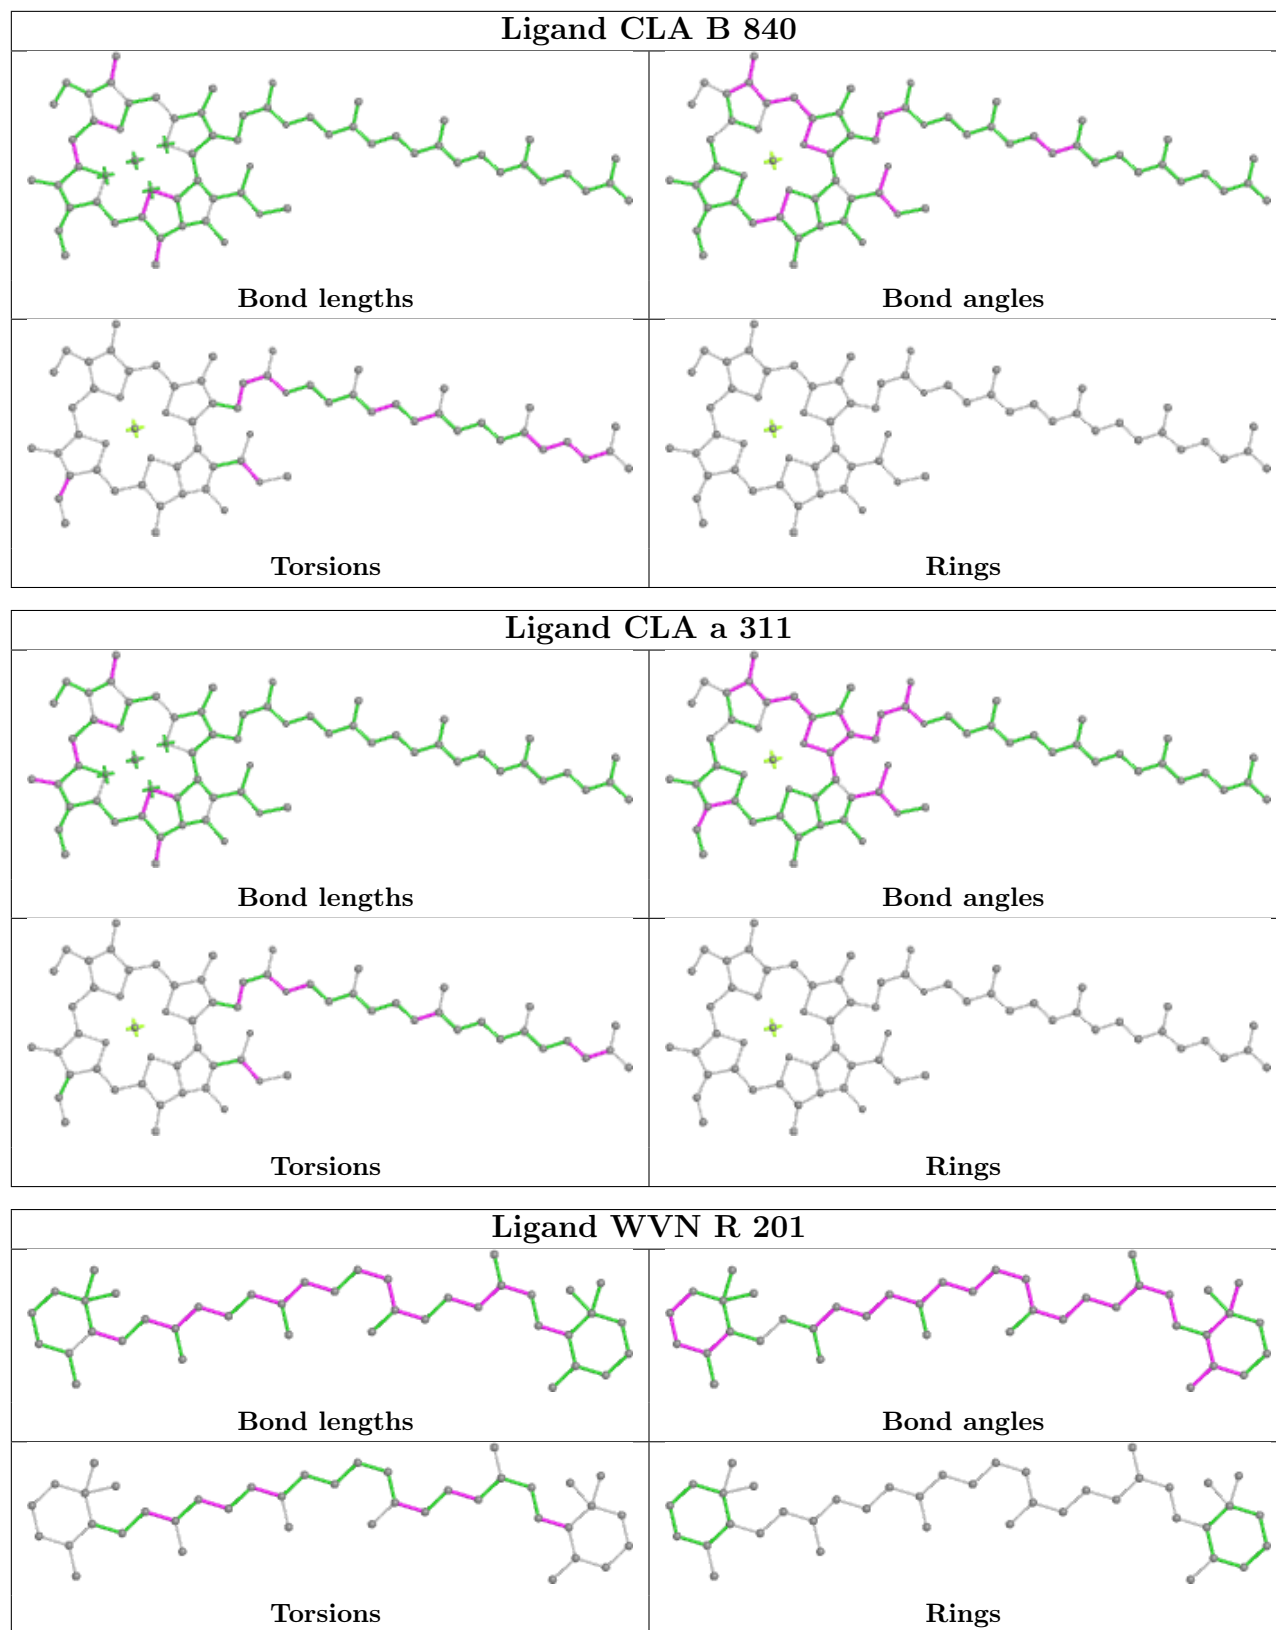 Ligand CLA B 840
Bond lengths
Bond angles
Torsions
Rings
Ligand CLA a 311
Bond lengths
Bond angles
Torsions
Rings
Ligand WVN R 201
Bond lengths
Bond angles
Torsions
Rings